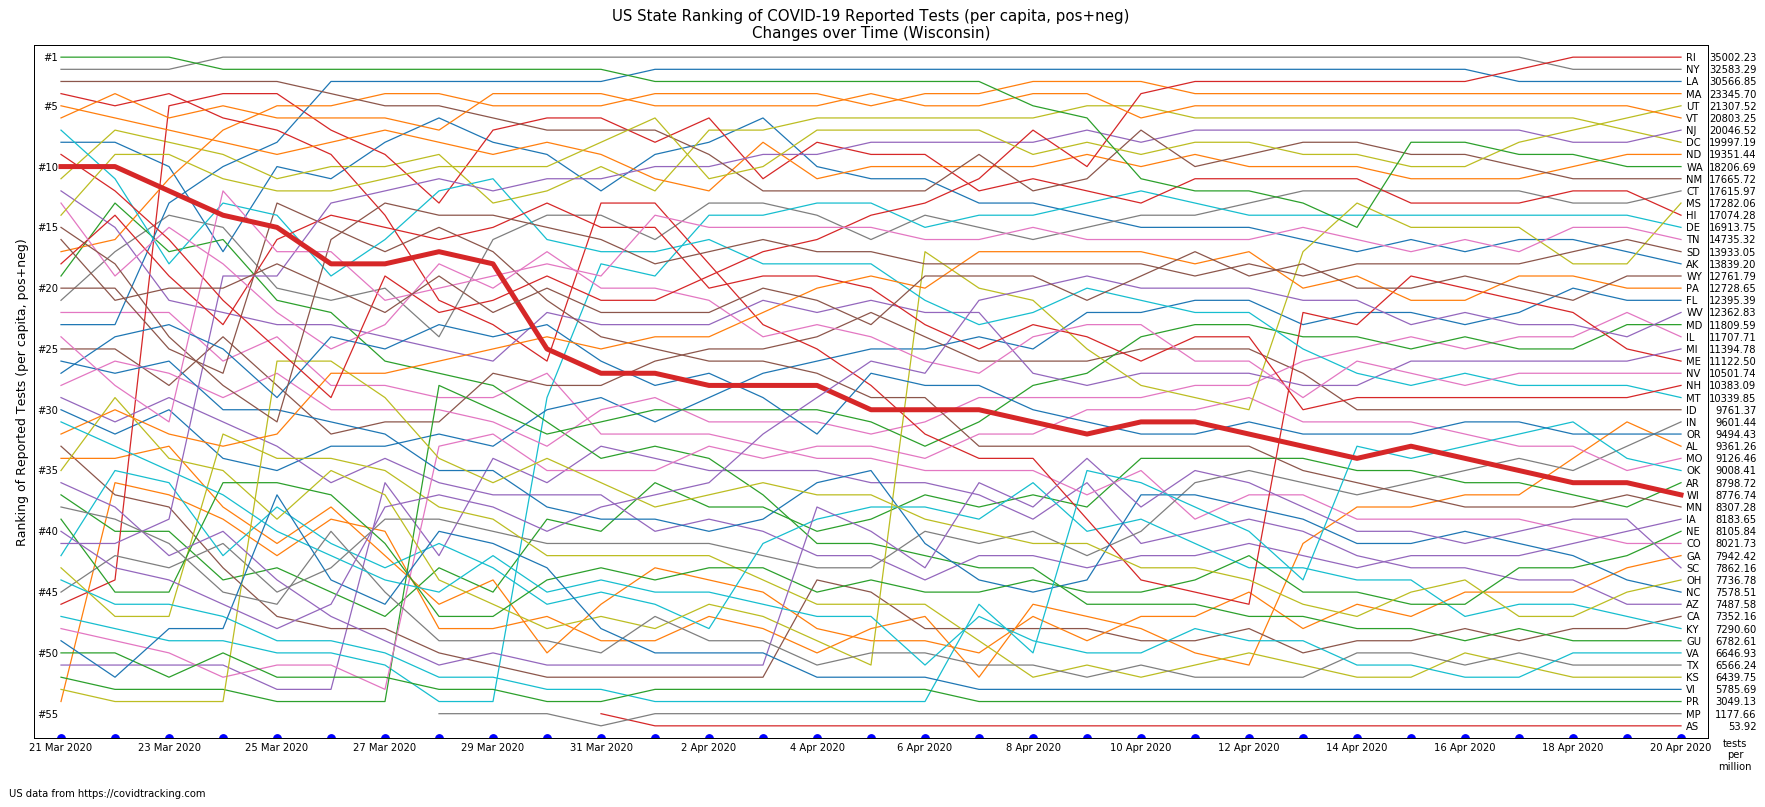 US State Ranking of COVID-19 Reported Tests (per capita, pos+neg)
Changes over Time (Wisconsin)
Ranking of Reported Tests (per capita, pos+neg)
#1
#5
#10
#15
#20
#25
#30
#35
#40
#45
#50
#55
RI 35002.23
NY 32583.29
LA 30566.85
MA 23345.70
UT 21307.52
VT 20803.25
NJ 20046.52
DC 19997.19
ND 19351.44
WA 18206.69
NM 17665.72
CT 17615.97
MS 17282.06
HI 17074.28
DE 16913.75
TN 14735.32
SD 13933.05
AK 13839.20
WY 12761.79
PA 12728.65
FL 12395.39
WV 12362.83
MD 11809.59
IL 11707.71
MI 11394.78
ME 11122.50
NV 10501.74
NH 10383.09
MT 10339.85
ID 9761.37
IN 9601.44
OR 9494.43
AL 9361.26
MO 9126.46
OK 9008.41
AR 8798.72
WI 8776.74
MN 8307.28
IA 8183.65
NE 8105.84
CO 8021.73
GA 7942.42
SC 7862.16
OH 7736.78
NC 7578.51
AZ 7487.58
CA 7352.16
KY 7290.60
GU 6782.61
VA 6646.93
TX 6566.24
KS 6439.75
VI 5785.69
PR 3049.13
MP 1177.66
AS 53.92
21 Mar 2020 23 Mar 2020 25 Mar 2020 27 Mar 2020 29 Mar 2020 31 Mar 2020 2 Apr 2020 4 Apr 2020 6 Apr 2020 8 Apr 2020 10 Apr 2020 12 Apr 2020 14 Apr 2020 16 Apr 2020 18 Apr 2020 20 Apr 2020
tests
per
million
US data from https://covidtracking.com